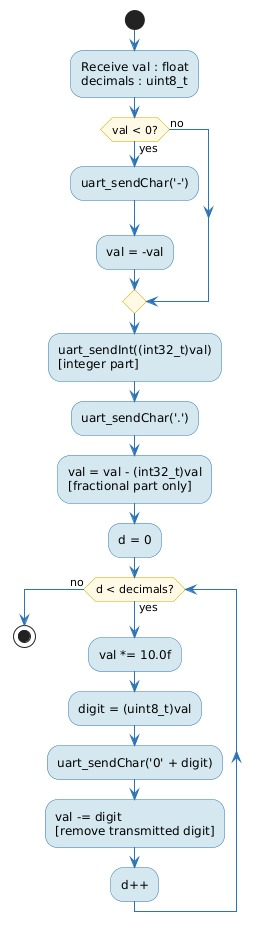 Receive val : float
decimals : uint8_t
val < 0?
no
yes
uart_sendChar('-')
val = -val
uart_sendInt((int32_t)val)
[integer part]
uart_sendChar('.')
val = val - (int32_t)val
[fractional part only]
d = 0
no
d < decimals?
yes
val *= 10.0f
digit = (uint8_t)val
uart_sendChar('0' + digit)
val -= digit
[remove transmitted digit]
d++